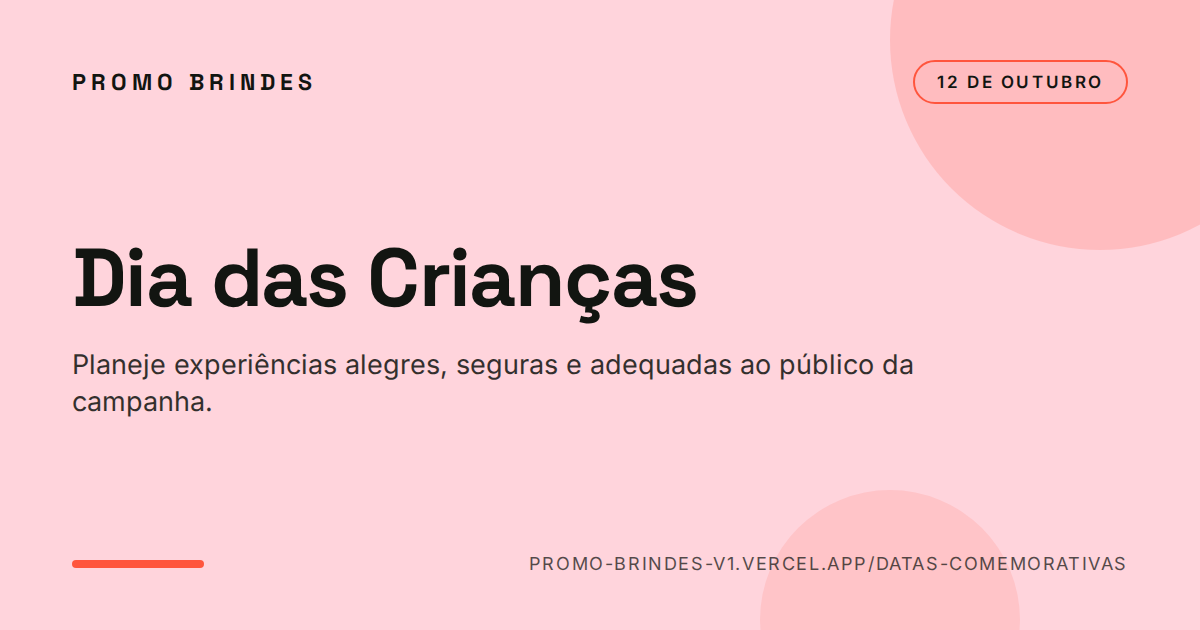 PROMO BRINDES
12 DE OUTUBRO
Dia das Crianças
Planeje experiências alegres, seguras e adequadas ao público da
campanha.
PROMO-BRINDES-V1.VERCEL.APP/DATAS-COMEMORATIVAS